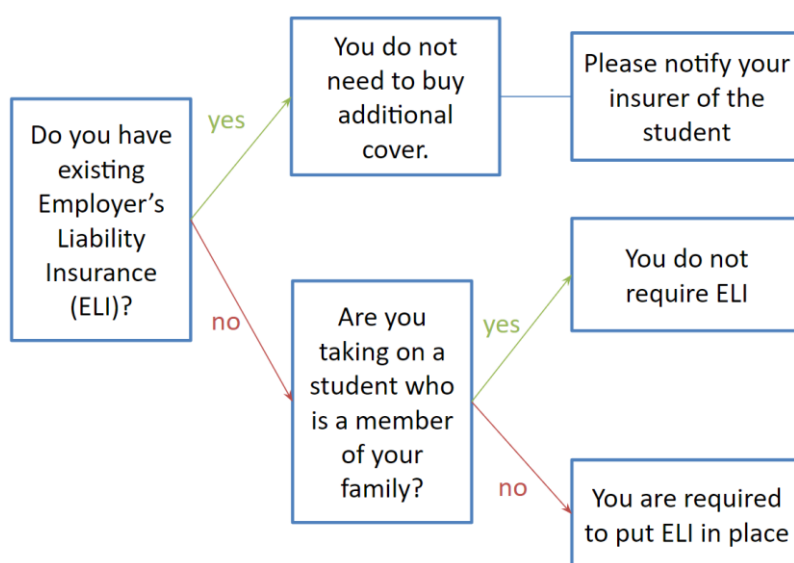 Do you have
existing
Employer's
Liability
Insurance
(ELI)?
yes
You do not
need to buy
additional
cover.
Please notify your
insurer of the
student
no
Are you
taking on a
student who
is a member
of your
family?
yes
You do not
require ELI
no
You are required
to put ELI in place